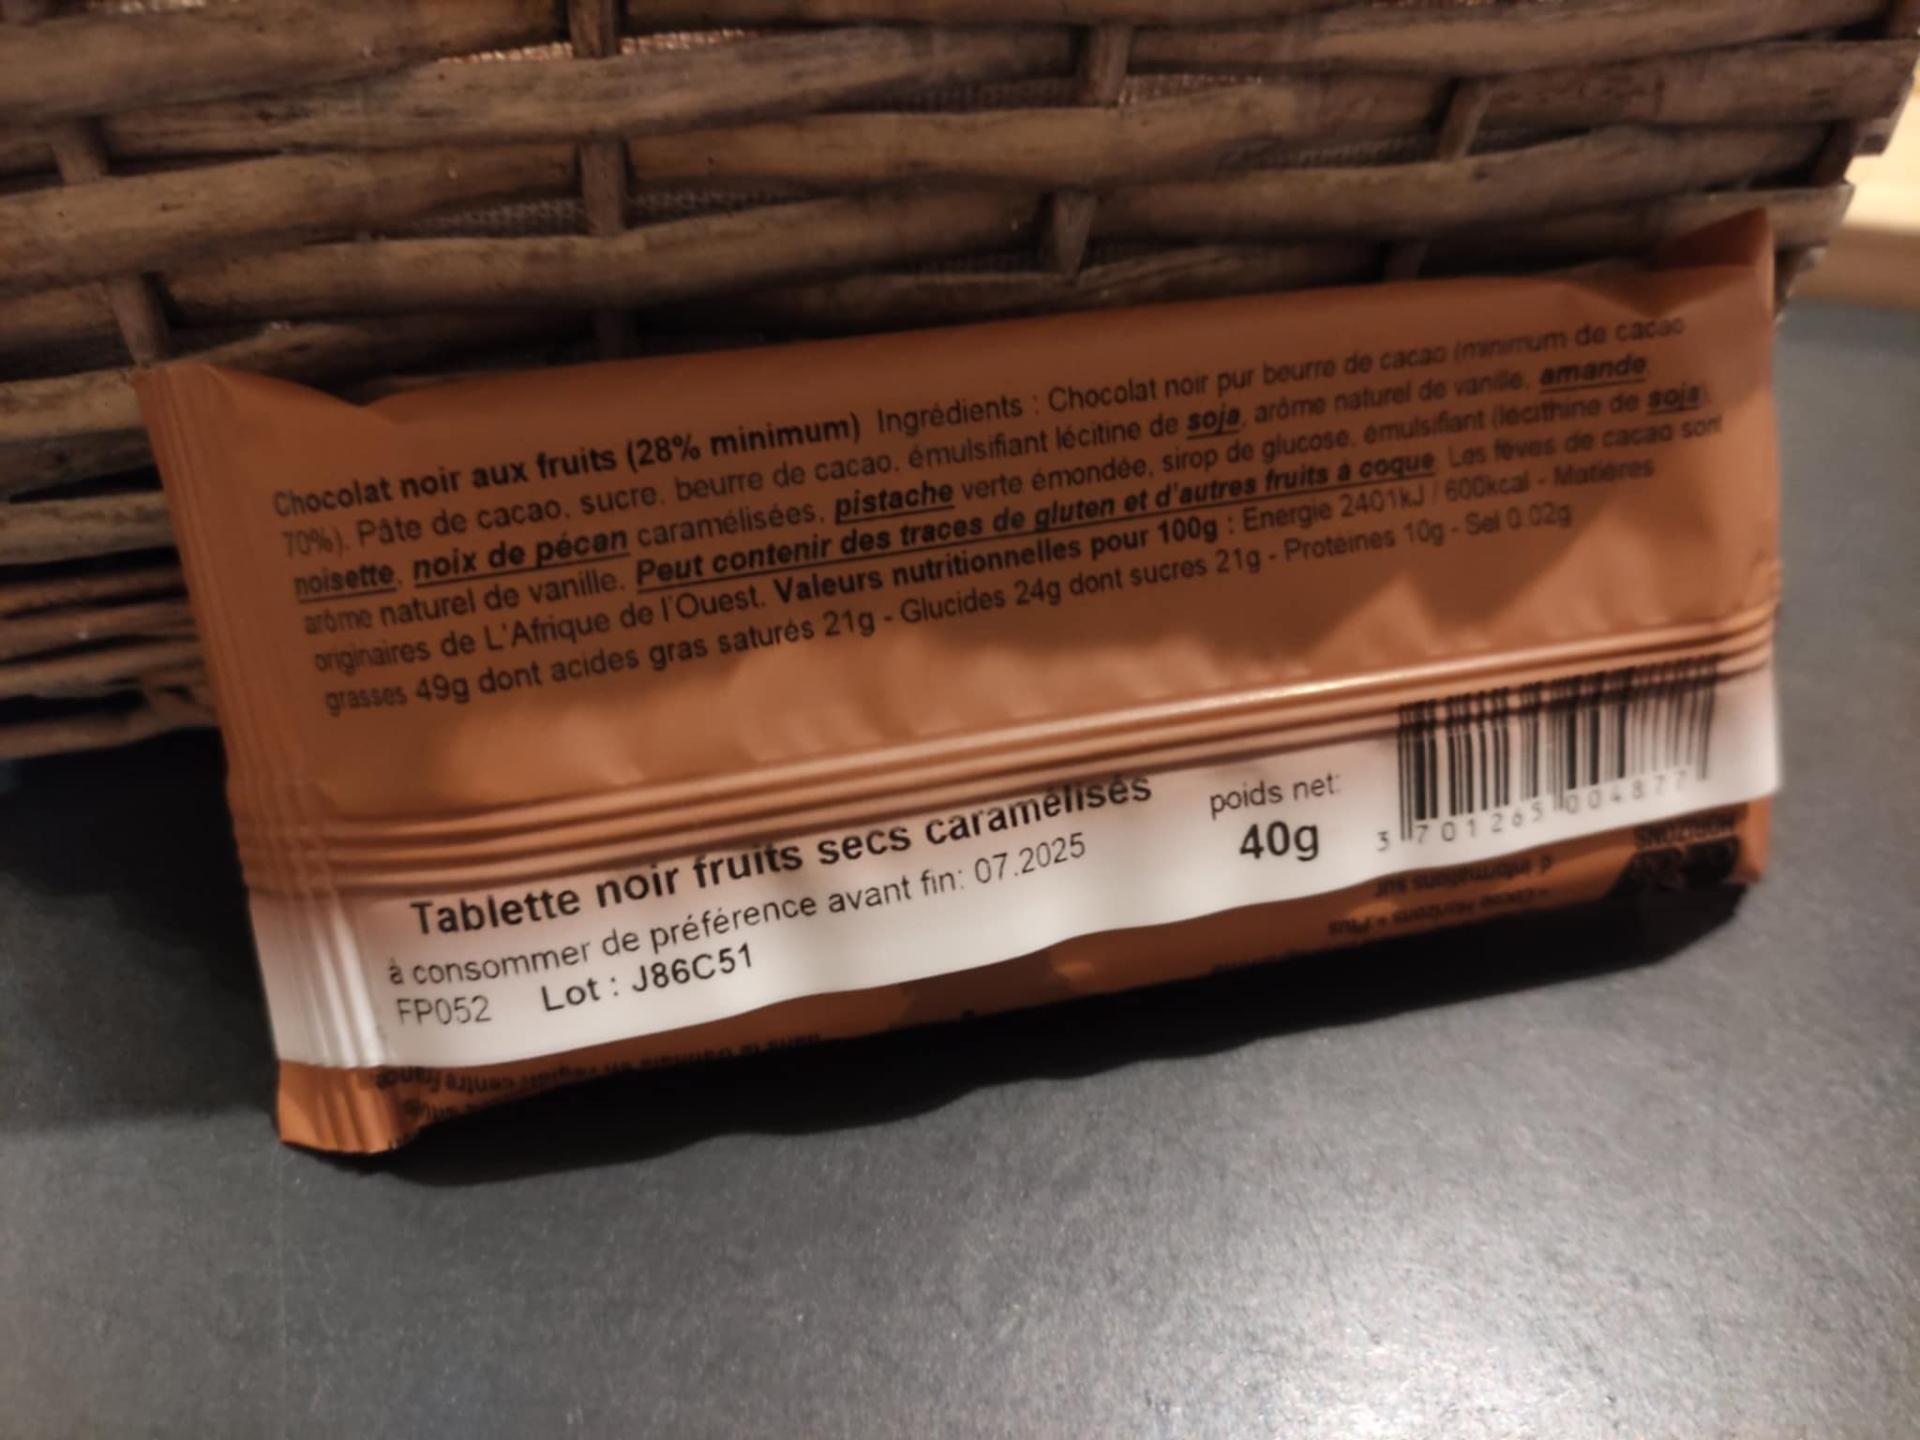 Chocolat noir aux fruits (28% minimum) Ingrédients : Chocolat noir pur beurre de cacao (minimum de cacao
70%). Pâte de cacao, sucre, beurre de cacao, émulsifiant lécitine de soja, arôme naturel de vanille, amande,
noisette, noix de pécan caramélisées, pistache verte émondée, sirop de glucose, émulsifiant (lécithine de soja)
arôme naturel de vanille. Peut contenir des traces de gluten et d'autres fruits à coque Les fèves de cacao sont
originaires de L'Afrique de l'Ouest. Valeurs nutritionnelles pour 100g : Energie 2401kJ / 600kcal - Matières
grasses 49g dont acides gras saturés 21g - Glucides 24g dont sucres 21g - Protéines 10g - Sel 0.02g
Tablette noir fruits secs caramélisés
à consommer de préférence avant fin: 07.2025
FP052 Lot : J86C51
poids net:
40g
3 701265 004877
HORIZONS